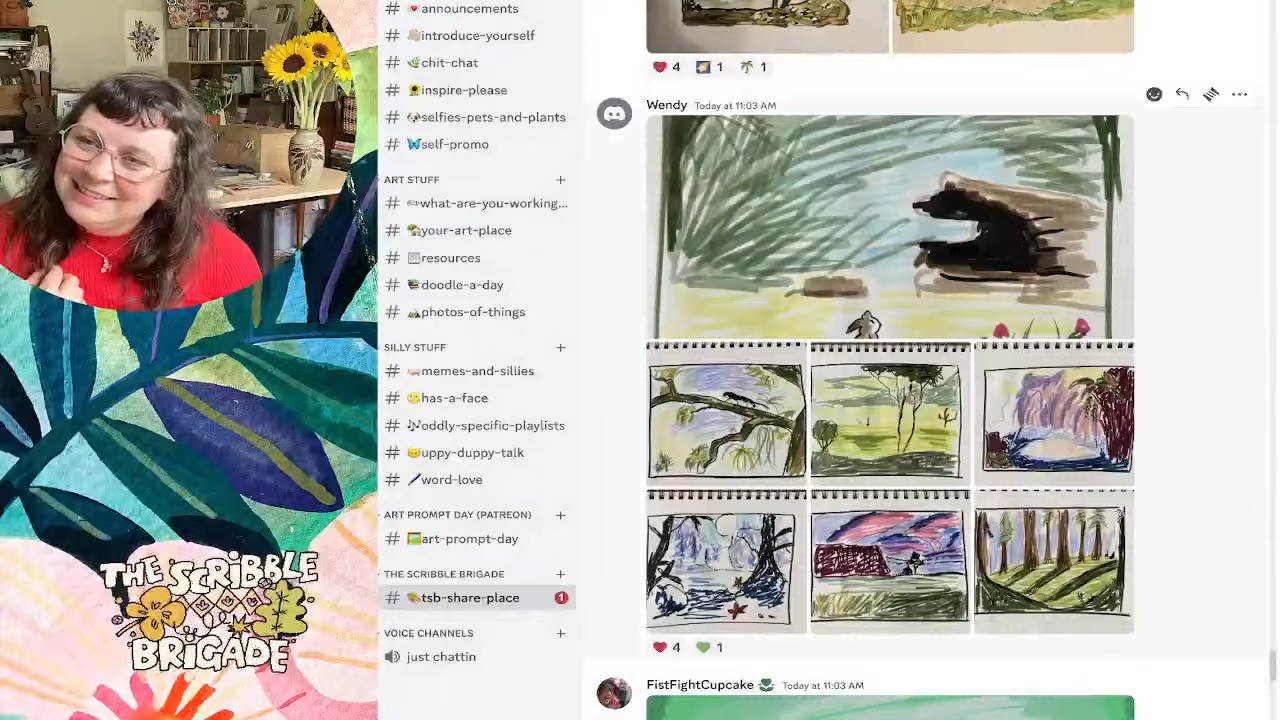 # announcements
# introduce-yourself
# chit-chat
# inspire-please
# selfies-pets-and-plants
# self-promo
ART STUFF +
# what-are-you-working...
# your-art-place
# resources
# doodle-a-day
# photos-of-things
SILLY STUFF +
# memes-and-sillies
# has-a-face
# oddly-specific-playlists
# uppy-duppy-talk
# word-love
ART PROMPT DAY (PATREON) +
# art-prompt-day
THE SCRIBBLE BRIGADE +
# tsb-share-place 1
VOICE CHANNELS +
just chattin
THE SCRIBBLE
BRIGADE
4 1 1
Wendy Today at 11:03 AM
4 1
FistFightCupcake Today at 11:03 AM